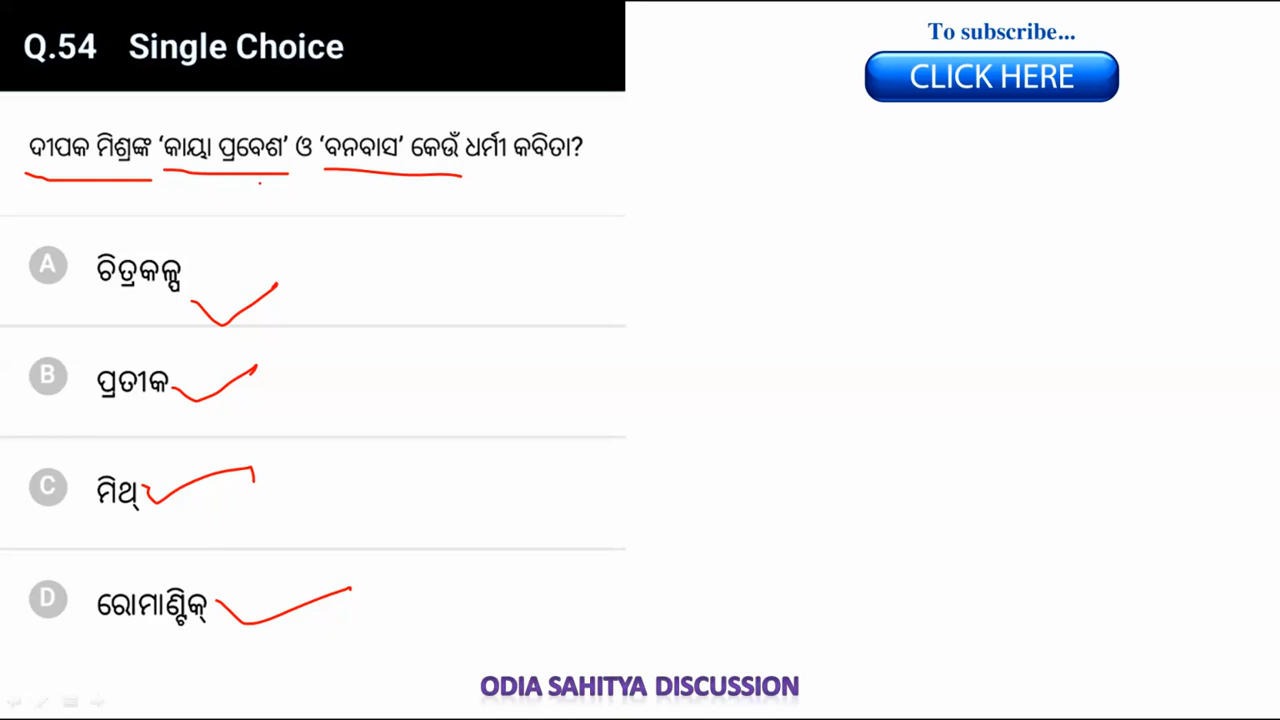 Q.54 Single Choice
To subscribe...
CLICK HERE
ଦୀପକ ମିଶ୍ରଙ୍କ ‘କାୟା ପ୍ରବେଶ’ ଓ ‘ବନବାସ’ କେଉଁ ଧର୍ମୀ କବିତା?
A ଚିତ୍ରକଳ୍ପ
B ପ୍ରତୀକ
C ମିଥ୍
D ରୋମାଣ୍ଟିକ୍
ODIA SAHITYA DISCUSSION